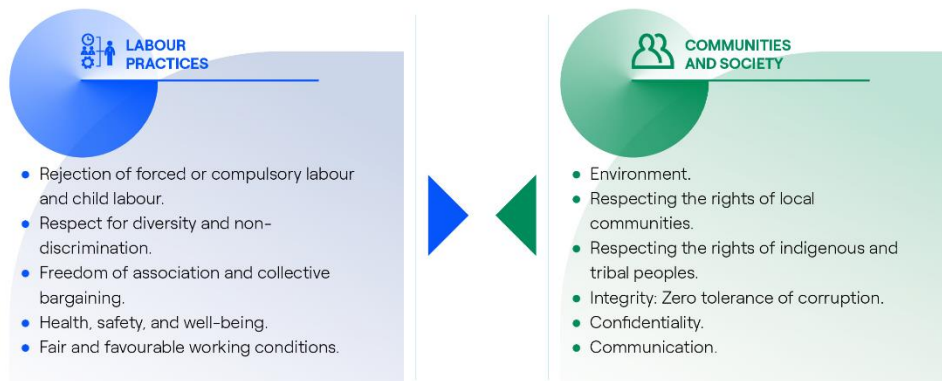 LABOUR
PRACTICES
• Rejection of forced or compulsory labour
and child labour.
• Respect for diversity and non-
discrimination.
• Freedom of association and collective
bargaining.
• Health, safety, and well-being.
• Fair and favourable working conditions.
COMMUNITIES
AND SOCIETY
• Environment.
• Respecting the rights of local
communities.
• Respecting the rights of indigenous and
tribal peoples.
• Integrity: Zero tolerance of corruption.
• Confidentiality.
• Communication.